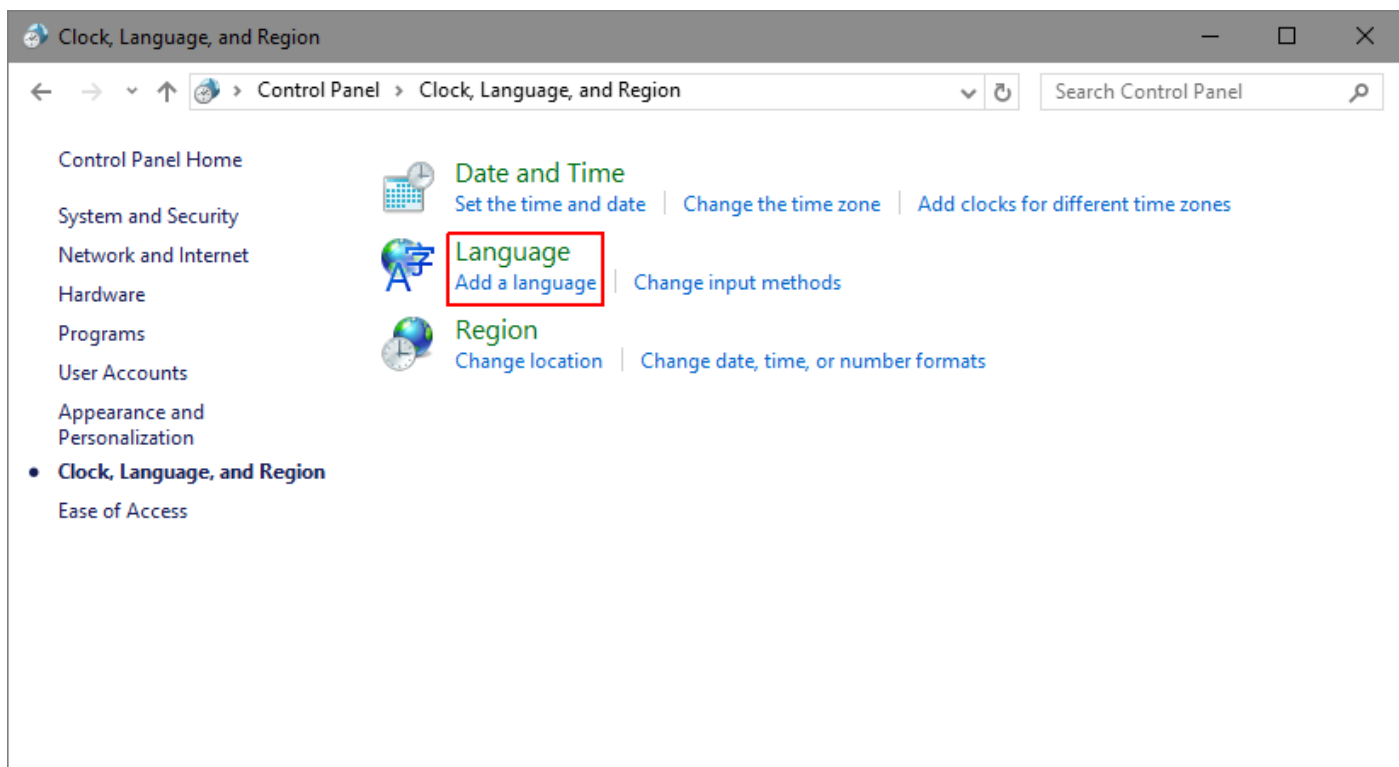 Clock, Language, and Region
Control Panel › Clock, Language, and Region
Search Control Panel
Control Panel Home
System and Security
Network and Internet
Hardware
Programs
User Accounts
Appearance and
Personalization
• Clock, Language, and Region
Ease of Access
Date and Time
Set the time and date | Change the time zone | Add clocks for different time zones
Language
Add a language | Change input methods
Region
Change location | Change date, time, or number formats